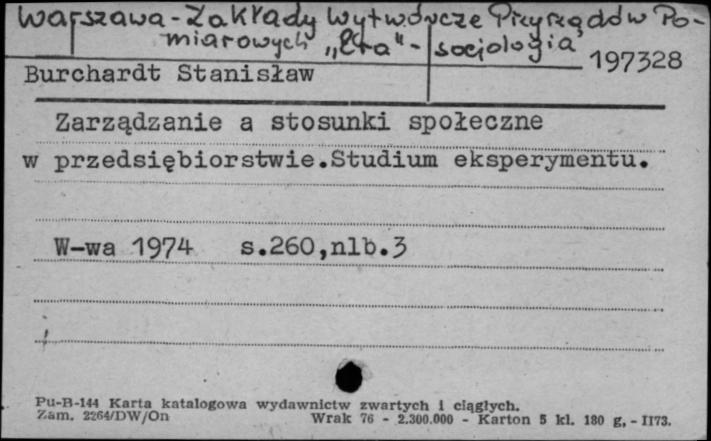 Warszawa-Zakłady Wytwórcze Przyrządów Po-
miarowych „Era"- socjologia
197328
Burchardt Stanisław
Zarządzanie a stosunki społeczne
w przedsiębiorstwie.Studium eksperymentu.
W-wa 1974 s.260,nlb.3
Pu-B-144 Karta katalogowa wydawnictw zwartych i ciągłych.
Zam. 2264/DW/On Wrak 76 - 2.300.000 - Karton 5 kl. 180 g, - II73.